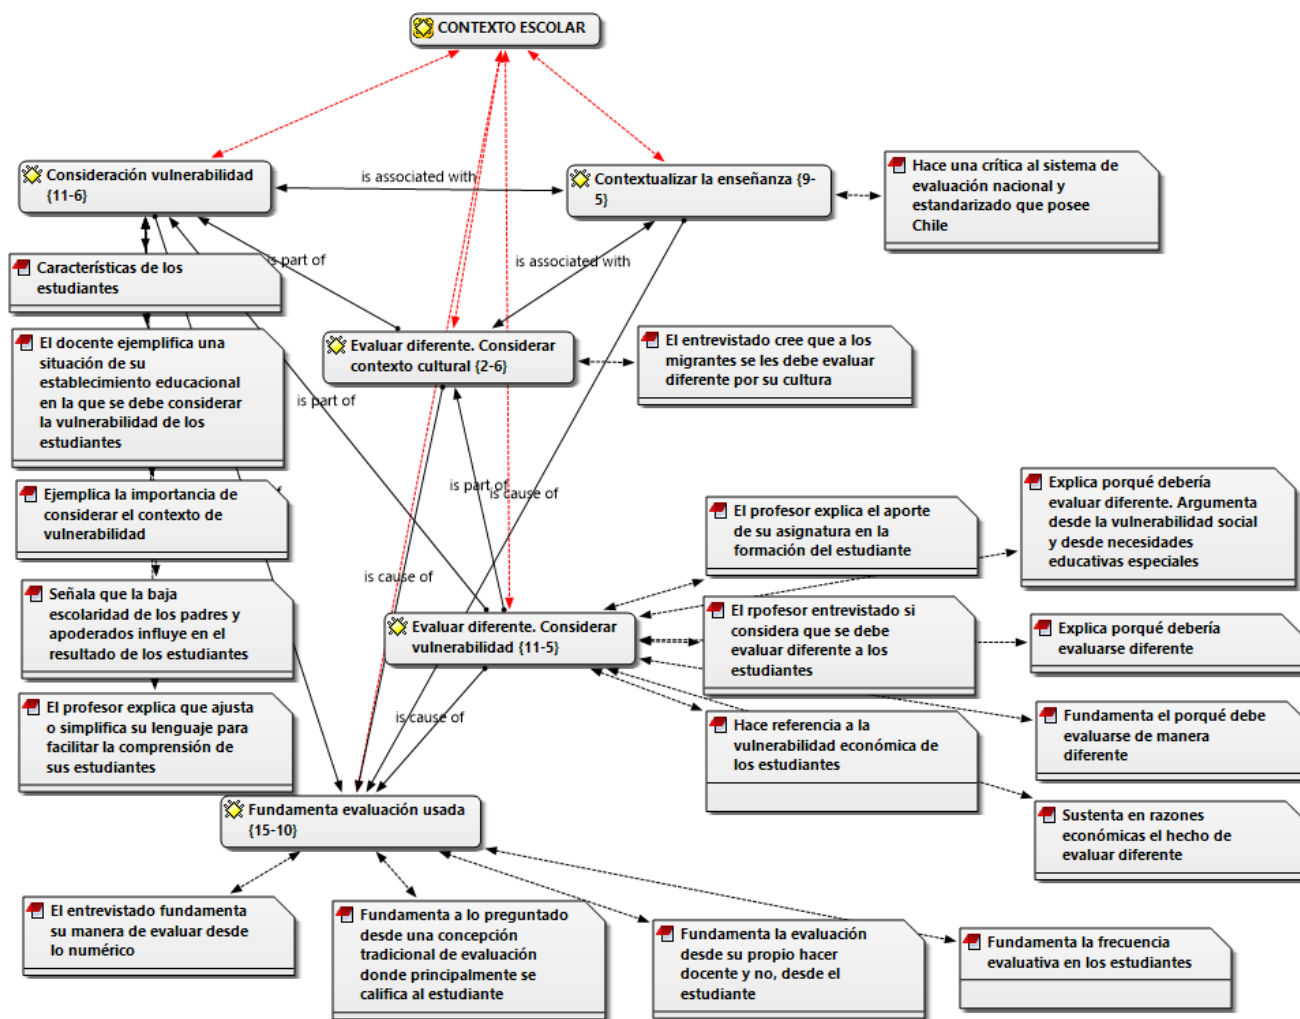 CONTEXTO ESCOLAR
Consideración vulnerabilidad
{11-6}
is associated with
Contextualizar la enseñanza {9-
5}
Hace una crítica al sistema de
evaluación nacional y
estandarizado que posee
Chile
Características de los
estudiantes
is part of
is associated with
El docente ejemplifica una
situación de su
establecimiento educacional
en la que se debe considerar
la vulnerabilidad de los
estudiantes
Evaluar diferente. Considerar
contexto cultural {2-6}
El entrevistado cree que a los
migrantes se les debe evaluar
diferente por su cultura
is part of
Ejemplica la importancia de
considerar el contexto de
vulnerabilidad
is part of
is cause of
El profesor explica el aporte
de su asignatura en la
formación del estudiante
Explica porqué debería
evaluar diferente. Argumenta
desde la vulnerabilidad social
y desde necesidades
educativas especiales
Señala que la baja
escolaridad de los padres y
apoderados influye en el
resultado de los estudiantes
is cause of
Evaluar diferente. Considerar
vulnerabilidad {11-5}
El rpofesor entrevistado si
considera que se debe
evaluar diferente a los
estudiantes
Explica porqué debería
evaluarse diferente
El profesor explica que ajusta
o simplifica su lenguaje para
facilitar la comprensión de
sus estudiantes
is cause of
Hace referencia a la
vulnerabilidad económica de
los estudiantes
Fundamenta el porqué debe
evaluarse de manera
diferente
Fundamenta evaluación usada
{15-10}
Sustenta en razones
económicas el hecho de
evaluar diferente
El entrevistado fundamenta
su manera de evaluar desde
lo numérico
Fundamenta a lo preguntado
desde una concepción
tradicional de evaluación
donde principalmente se
califica al estudiante
Fundamenta la evaluación
desde su propio hacer
docente y no, desde el
estudiante
Fundamenta la frecuencia
evaluativa en los estudiantes